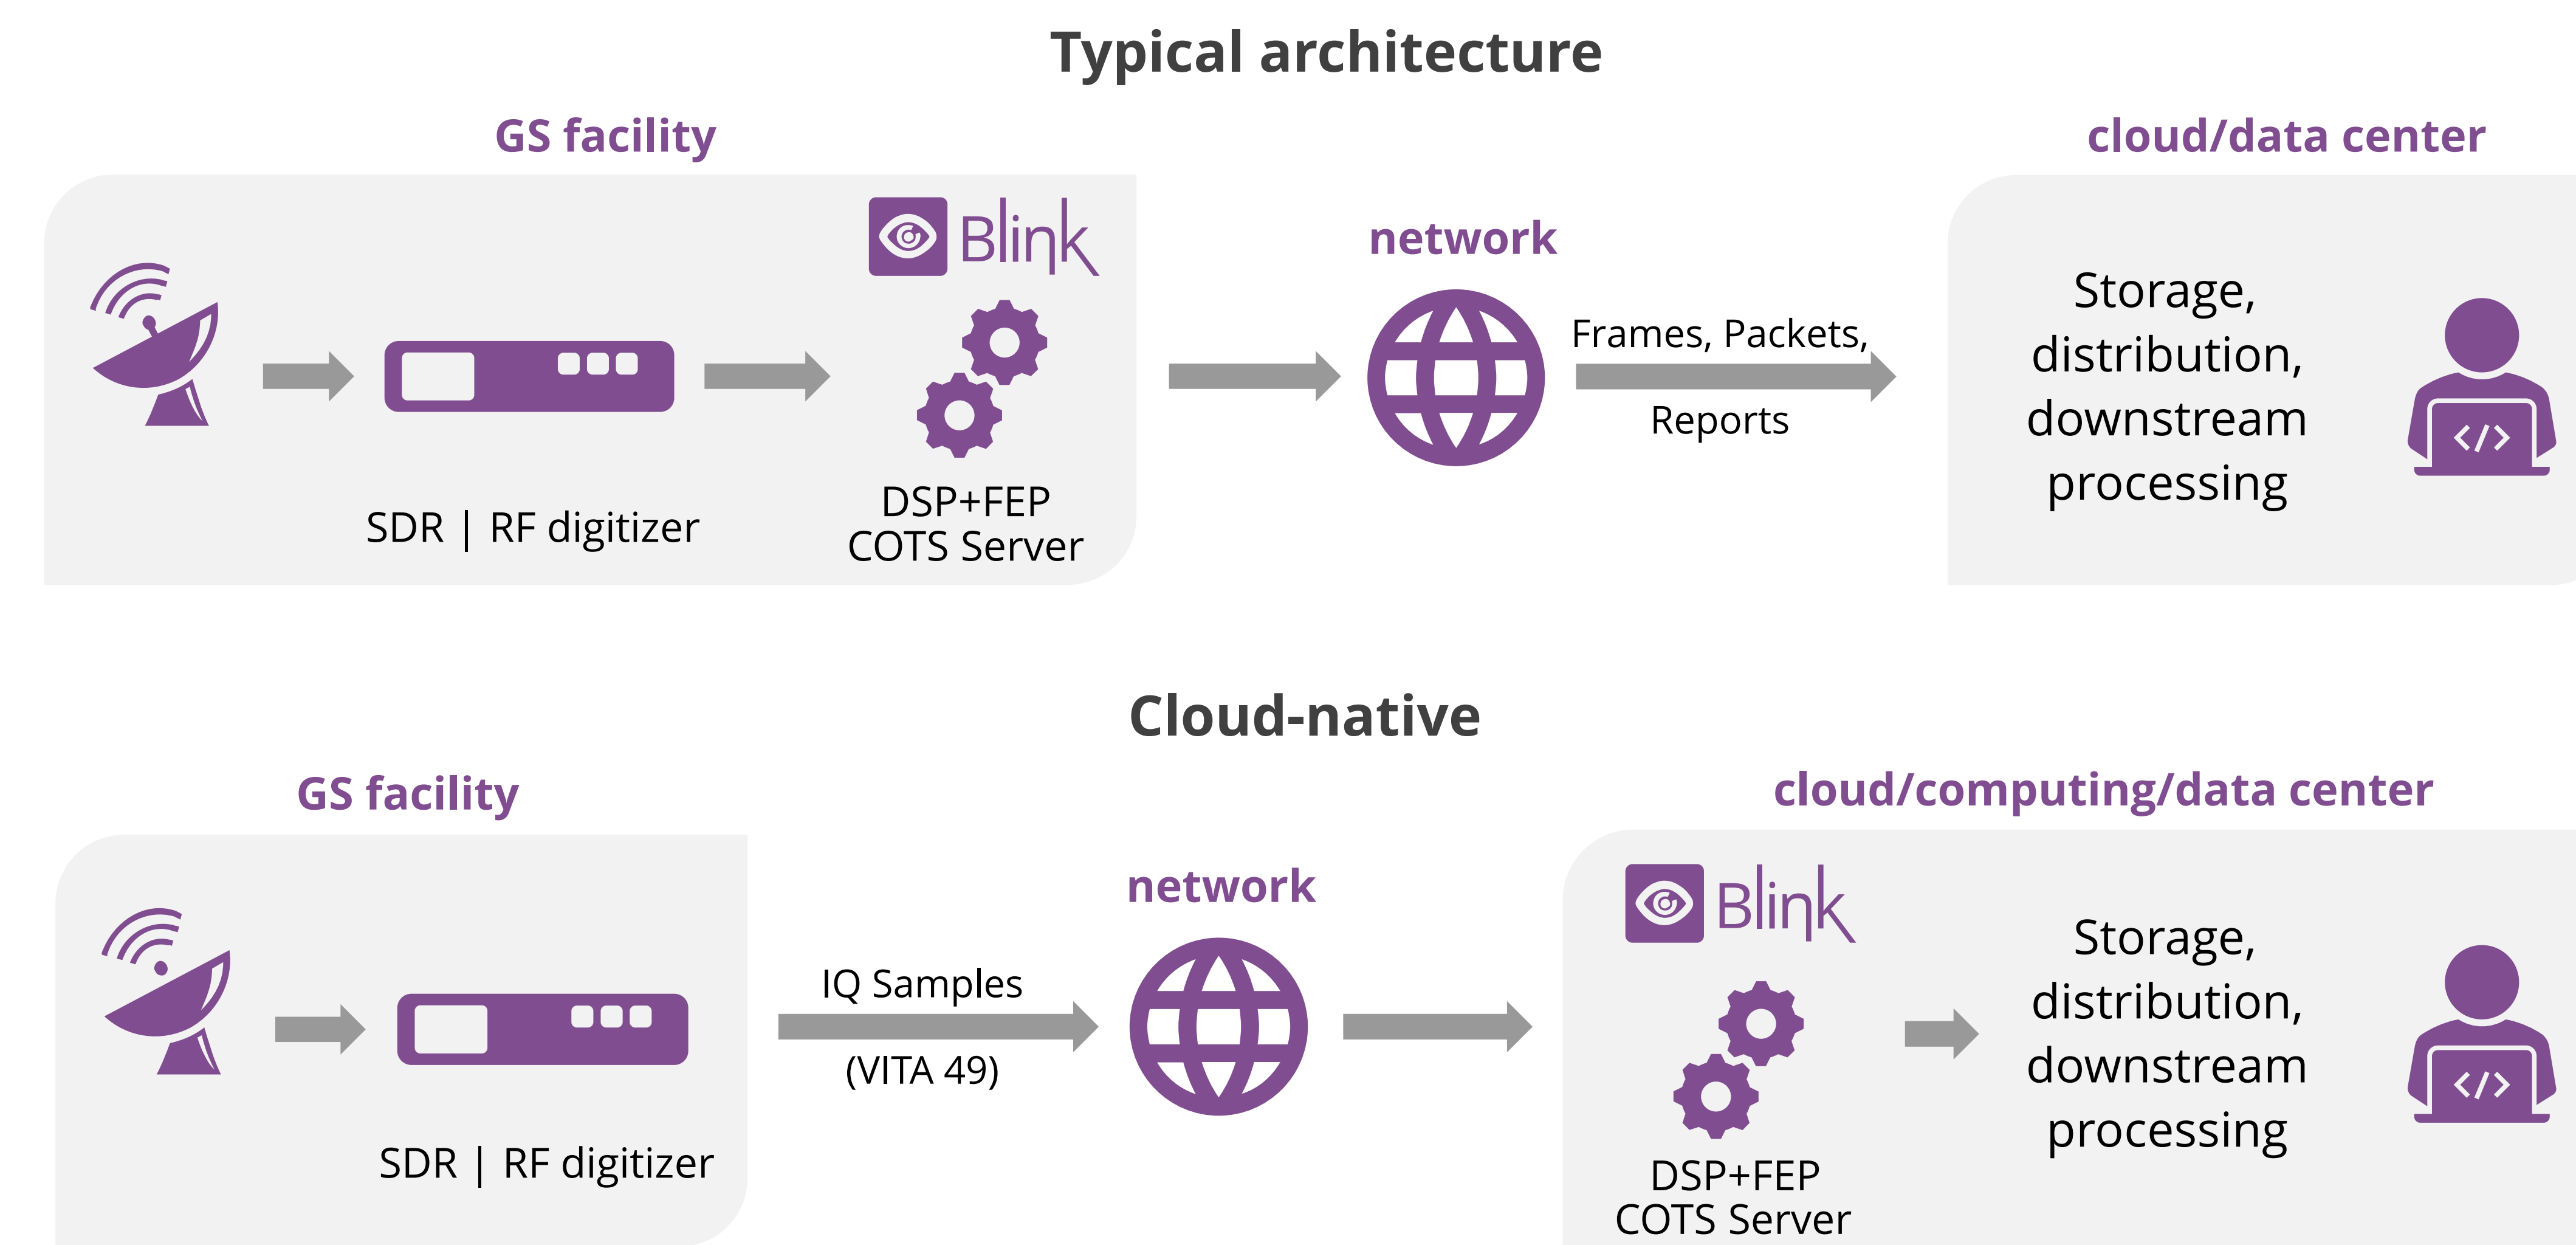 Typical architecture
GS facility
cloud/data center
Blink
network
Storage,
distribution,
downstream
processing
Frames, Packets,
Reports
</>
DSP+FEP
COTS Server
SDR | RF digitizer
Cloud-native
GS facility
cloud/computing/data center
network
Blink
IQ Samples
(VITA 49)
Storage,
distribution,
downstream
processing
</>
SDR | RF digitizer
DSP+FEP
COTS Server